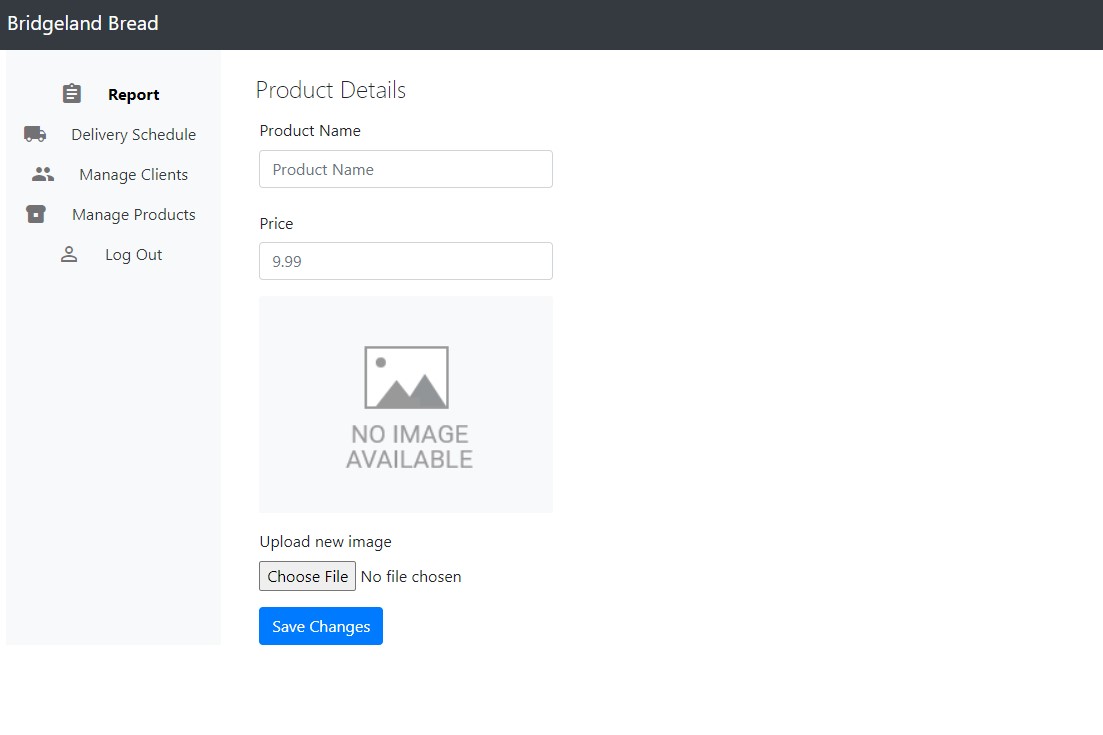 Bridgeland Bread
Report
Delivery Schedule
Manage Clients
Manage Products
Log Out
Product Details
Product Name
Product Name
Price
9.99
NO IMAGE
AVAILABLE
Upload new image
Choose File No file chosen
Save Changes